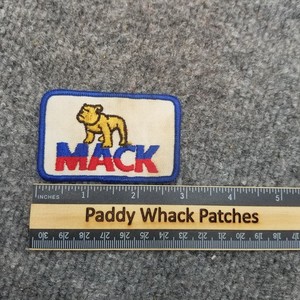 MACK
INCHES 1 2 3 4 5
Paddy Whack Patches